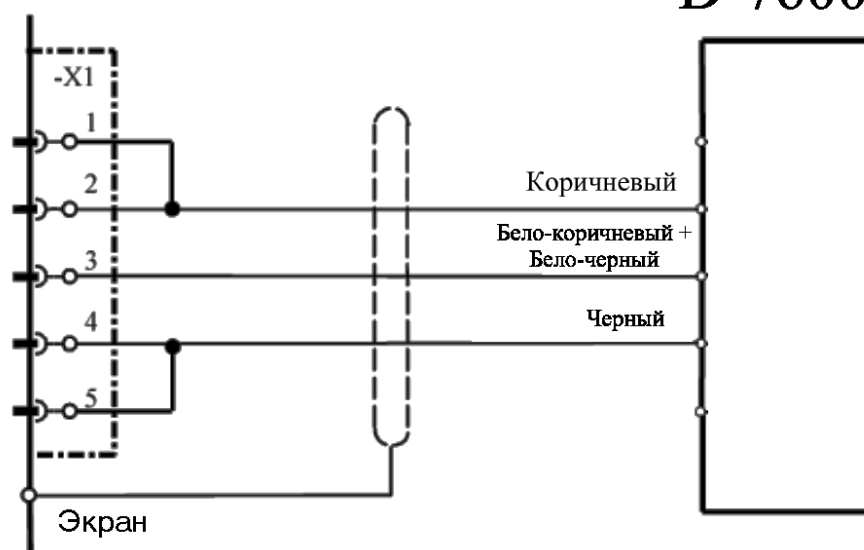 -X1
1
2
Коричневый
Бело-коричневый +
3
Бело-черный
4
Черный
5
Экран